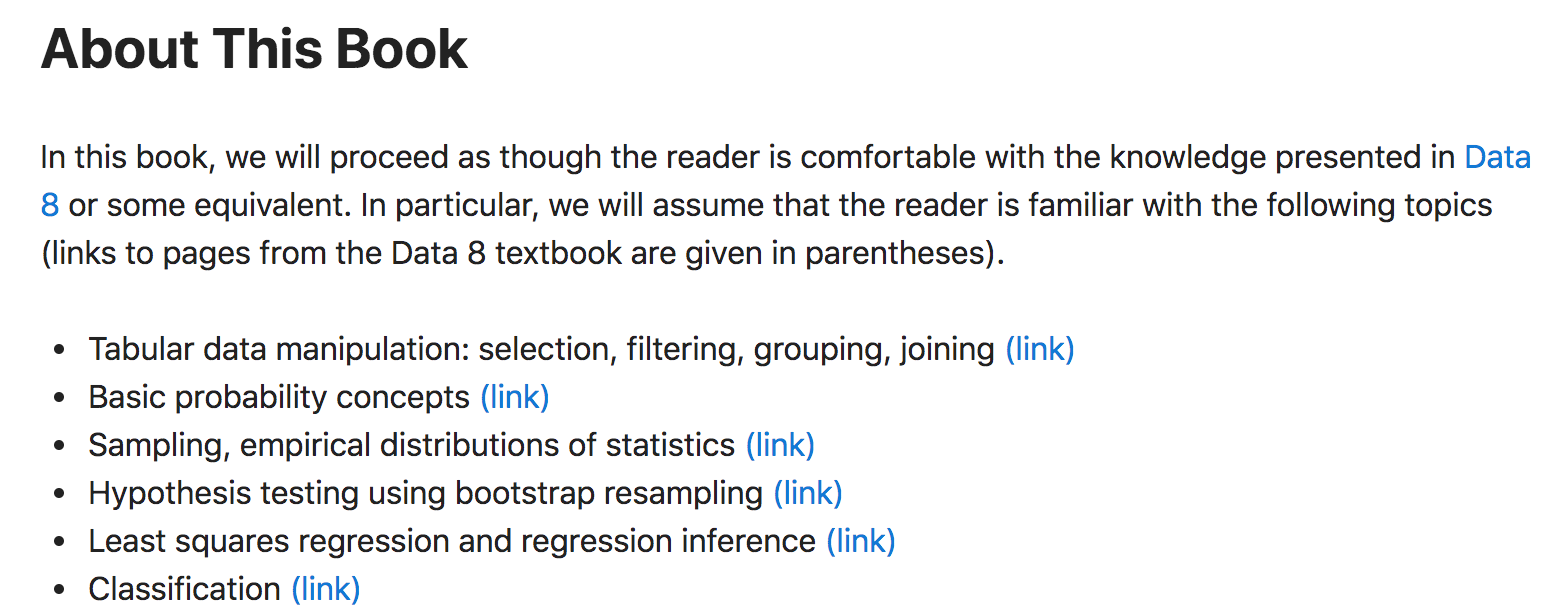 About This Book
In this book, we will proceed as though the reader is comfortable with the knowledge presented in Data
8 or some equivalent. In particular, we will assume that the reader is familiar with the following topics
(links to pages from the Data 8 textbook are given in parentheses).
• Tabular data manipulation: selection, filtering, grouping, joining (link)
• Basic probability concepts (link)
• Sampling, empirical distributions of statistics (link)
• Hypothesis testing using bootstrap resampling (link)
• Least squares regression and regression inference (link)
• Classification (link)